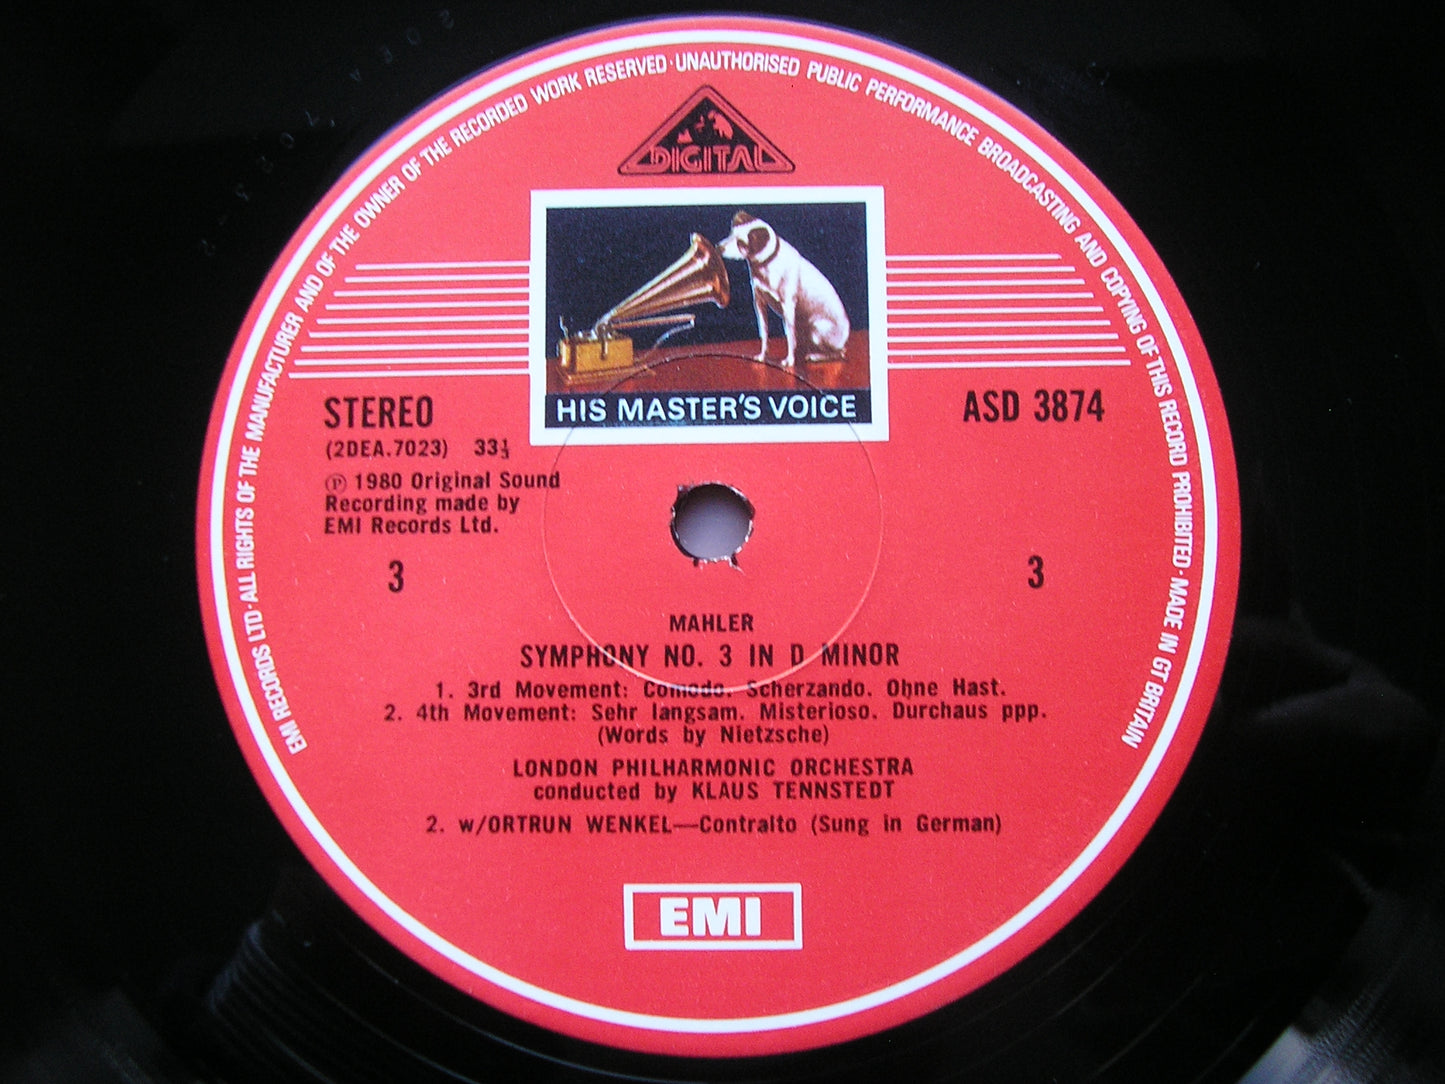 EMI RECORDS LTD · ALL RIGHTS OF THE MANUFACTURER AND OF THE OWNER OF THE RECORDED WORK RESERVED · UNAUTHORISED PUBLIC PERFORMANCE BROADCASTING AND COPYING OF THIS RECORD PROHIBITED · MADE IN GT BRITAIN
DIGITAL
HIS MASTER'S VOICE
STEREO
ASD 3874
(2DEA.7023) 33⅓
℗ 1980 Original Sound
Recording made by
EMI Records Ltd.
3
3
MAHLER
SYMPHONY NO. 3 IN D MINOR
1. 3rd Movement: Comodo. Scherzando. Ohne Hast.
2. 4th Movement: Sehr langsam. Misterioso. Durchaus ppp.
(Words by Nietzsche)
LONDON PHILHARMONIC ORCHESTRA
conducted by KLAUS TENNSTEDT
2. w/ORTRUN WENKEL—Contralto (Sung in German)
EMI